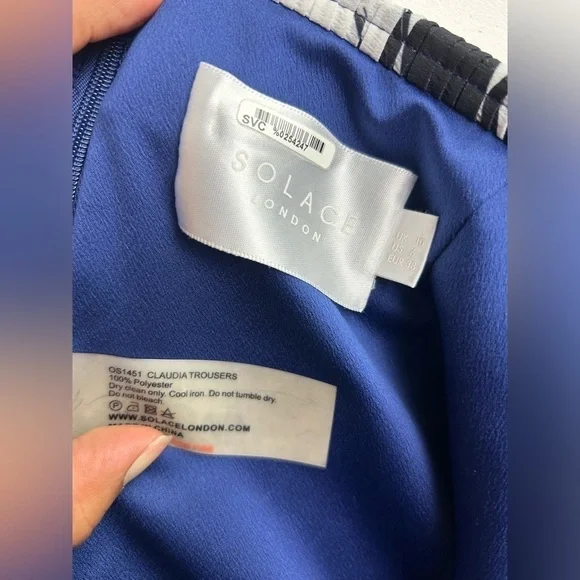 SVC %0254247
SOLACE
LONDON
UK
EUR
OS1451 CLAUDIA TROUSERS
100% Polyester
Dry clean only. Cool iron. Do not tumble dry.
Do not bleach.
WWW.SOLACELONDON.COM
MADE IN CHINA